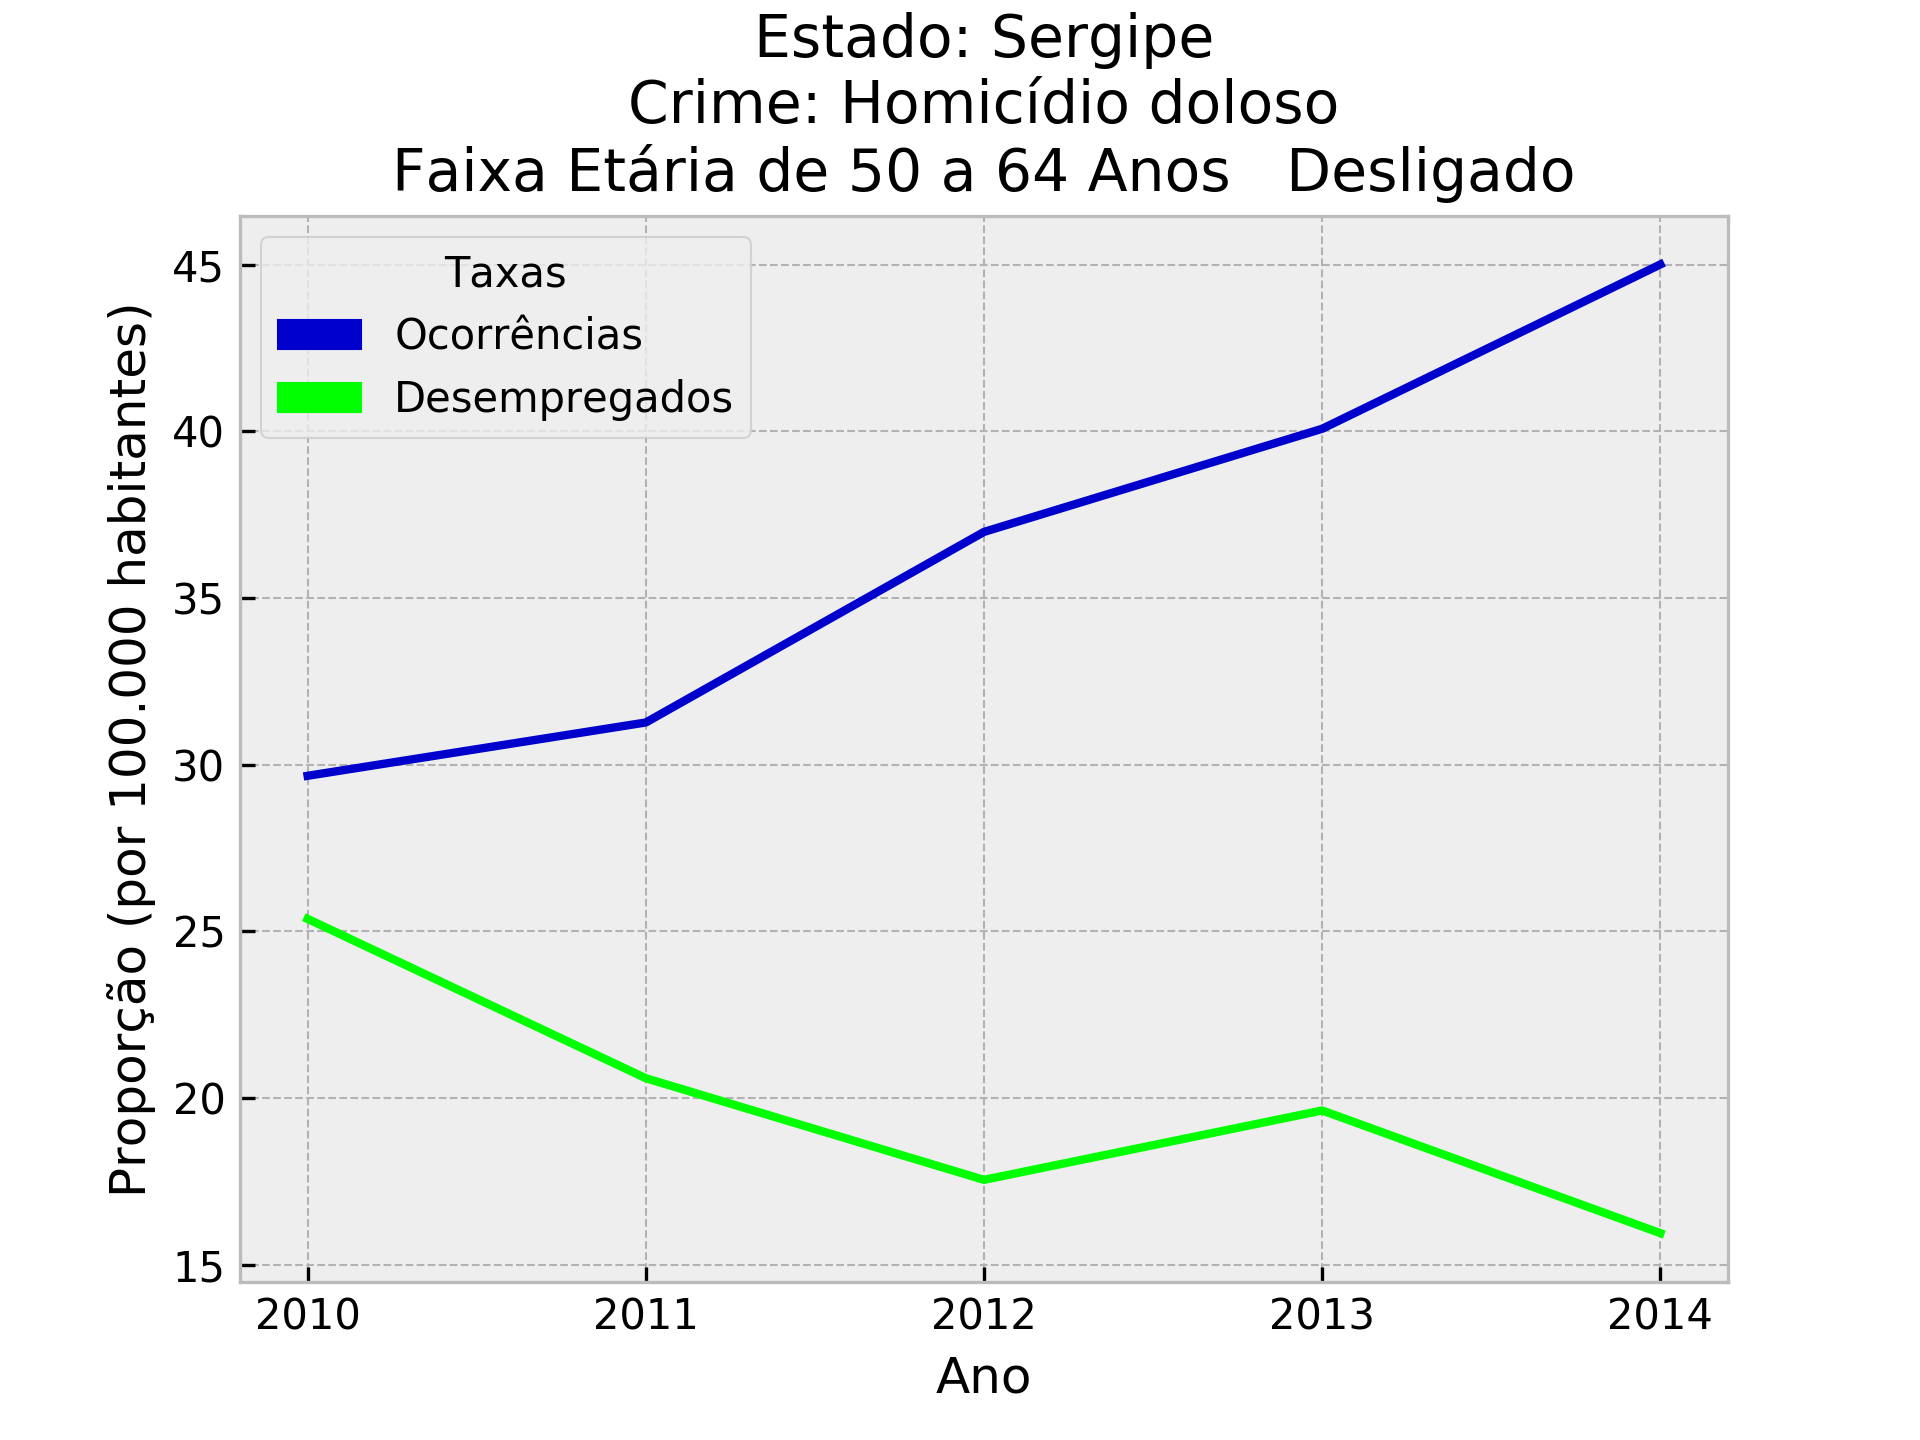 Estado: Sergipe
Crime: Homicídio doloso
Faixa Etária de 50 a 64 Anos   Desligado
Taxas
Ocorrências
Desempregados
Proporção (por 100.000 habitantes)
45
40
35
30
25
20
15
2010 2011 2012 2013 2014
Ano